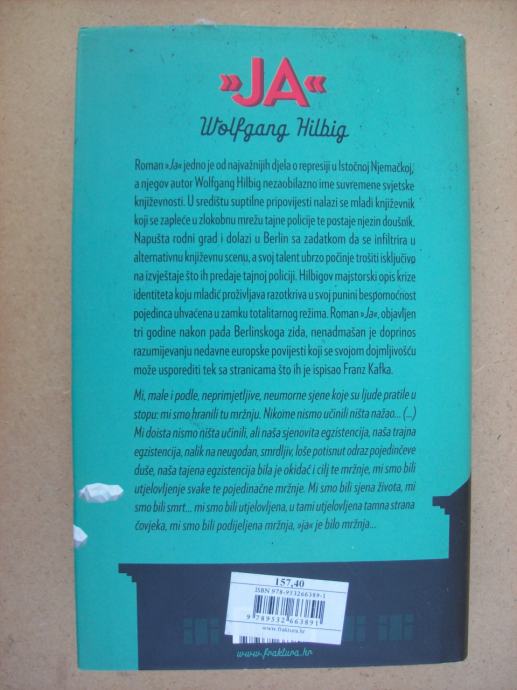 »JA«
Wolfgang Hilbig
Roman »Ja« jedno je od najvažnijih djela o represiji u Istočnoj Njemačkoj,
a njegov autor Wolfgang Hilbig nezaobilazno ime suvremene svjetske
književnosti. U središtu suptilne pripovijesti nalazi se mladi književnik
koji se zapleće u zlokobnu mrežu tajne policije te postaje njezin doušnik.
Napušta rodni grad i dolazi u Berlin sa zadatkom da se infiltrira u
alternativnu književnu scenu, a svoj talent ubrzo počinje trošiti isključivo
na izvještaje što ih predaje tajnoj policiji. Hilbigov majstorski opis krize
identiteta koju mladić proživljava razotkriva u svoj punini bespomoćnost
pojedinca uhvaćena u zamku totalitarnog režima. Roman »Ja«, objavljen
tri godine nakon pada Berlinskoga zida, nenadmašan je doprinos
razumijevanju nedavne europske povijesti koji se svojom dojmljivošću
može usporediti tek sa stranicama što ih je ispisao Franz Kafka.
Mi, male i podle, neprimjetljive, neumorne sjene koje su ljude pratile u
stopu: mi smo hranili tu mržnju. Nikome nismo učinili ništa nažao... (...)
Mi doista nismo ništa učinili, ali naša sjenovita egzistencija, naša trajna
egzistencija, nalik na neugodan, smrdljiv, loše potisnut odraz pojedinčeve
duše, naša tajena egzistencija bila je okidač i cilj te mržnje, mi smo bili
utjelovljenje svake te pojedinačne mržnje. Mi smo bili sjena života, mi
smo bili smrt... mi smo bili utjelovljena, u tami utjelovljena tamna strana
čovjeka, mi smo bili podijeljena mržnja, »ja« je bilo mržnja...
157,40
ISBN 978-953266389-1
9 789532 663891
www.fraktura.hr
www.fraktura.hr